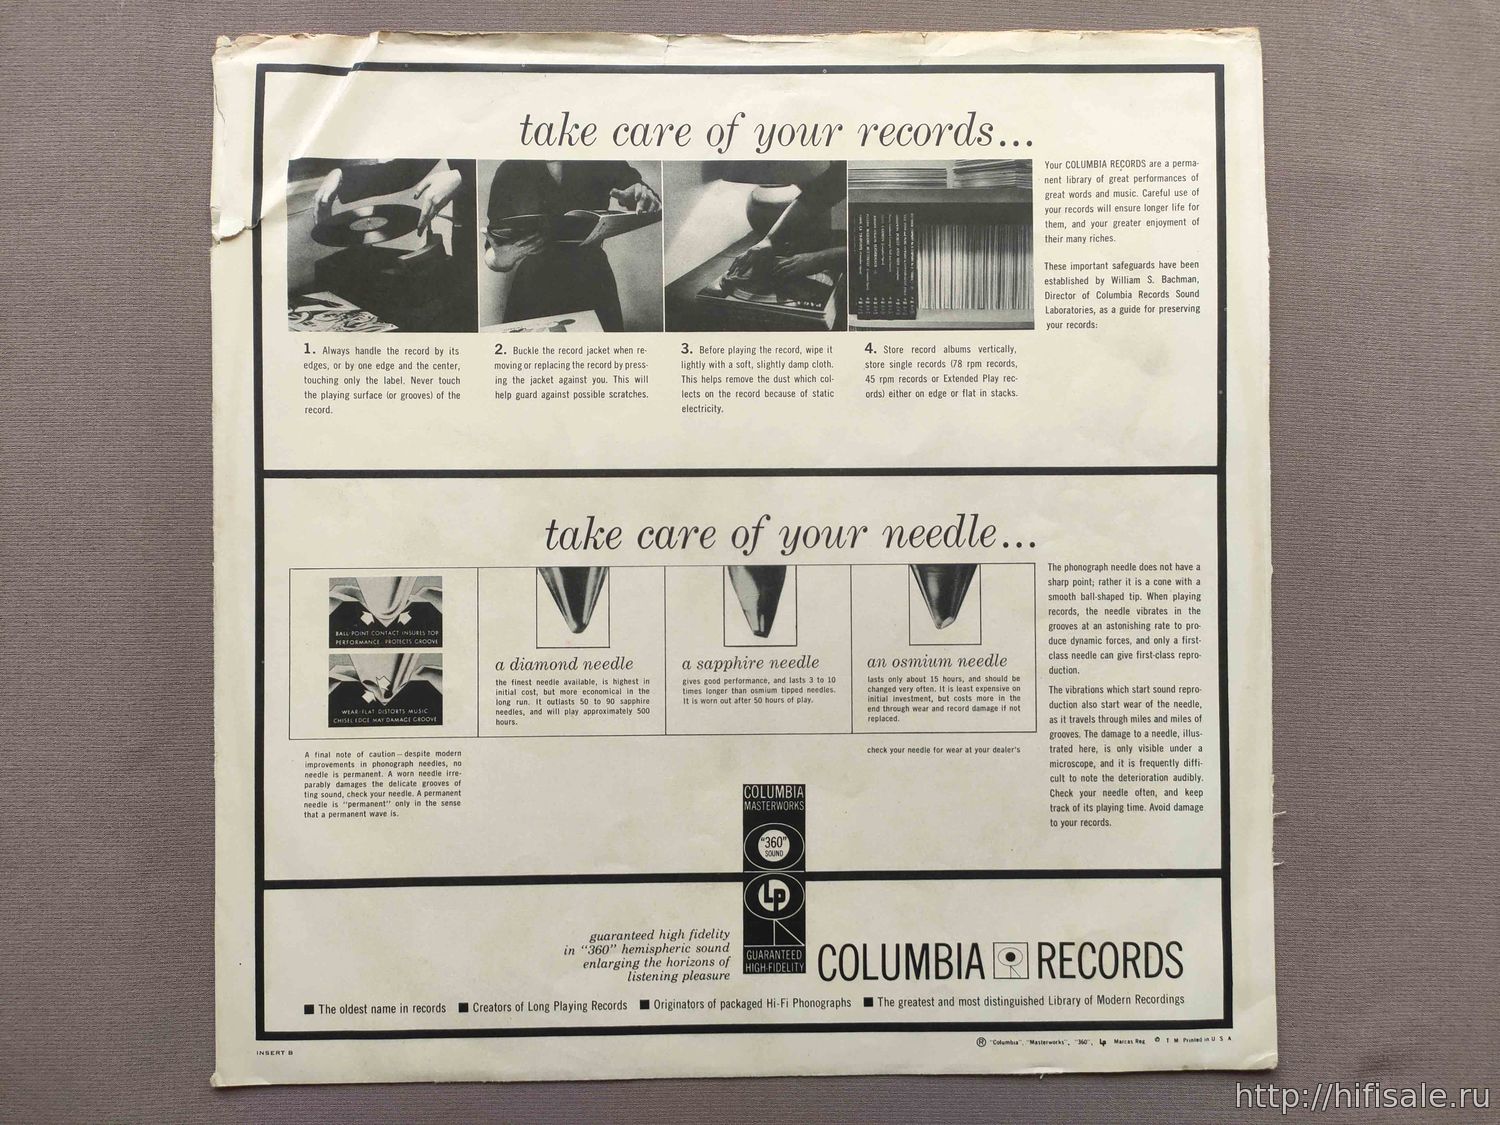 take care of your records...
Your COLUMBIA RECORDS are a perma-
nent library of great performances of
great words and music. Careful use of
your records will ensure longer life for
them, and your greater enjoyment of
their many riches.
These important safeguards have been
established by William S. Bachman,
Director of Columbia Records Sound
Laboratories, as a guide for preserving
your records:
1. Always handle the record by its
edges, or by one edge and the center,
touching only the label. Never touch
the playing surface (or grooves) of the
record.
2. Buckle the record jacket when re-
moving or replacing the record by press-
ing the jacket against you. This will
help guard against possible scratches.
3. Before playing the record, wipe it
lightly with a soft, slightly damp cloth.
This helps remove the dust which col-
lects on the record because of static
electricity.
4. Store record albums vertically,
store single records (78 rpm records,
45 rpm records or Extended Play rec-
ords) either on edge or flat in stacks.
take care of your needle...
BALL-POINT CONTACT INSURES TOP
PERFORMANCE - PROTECTS GROOVE
WEAR-FLAT DISTORTS MUSIC
CHISEL EDGE MAY DAMAGE GROOVE
a diamond needle
the finest needle available, is highest in
initial cost, but more economical in the
long run. It outlasts 50 to 90 sapphire
needles, and will play approximately 500
hours.
a sapphire needle
gives good performance, and lasts 3 to 10
times longer than osmium tipped needles.
It is worn out after 50 hours of play.
an osmium needle
lasts only about 15 hours, and should be
changed very often. It is least expensive on
initial investment, but costs more in the
end through wear and record damage if not
replaced.
The phonograph needle does not have a
sharp point; rather it is a cone with a
smooth ball-shaped tip. When playing
records, the needle vibrates in the
grooves at an astonishing rate to pro-
duce dynamic forces, and only a first-
class needle can give first-class repro-
duction.
The vibrations which start sound repro-
duction also start wear of the needle,
as it travels through miles and miles of
grooves. The damage to a needle, illus-
trated here, is only visible under a
microscope, and it is frequently diffi-
cult to note the deterioration audibly.
Check your needle often, and keep
track of its playing time. Avoid damage
to your records.
A final note of caution — despite modern
improvements in phonograph needles, no
needle is permanent. A worn needle irre-
parably damages the delicate grooves of
ting sound, check your needle. A permanent
needle is "permanent" only in the sense
that a permanent wave is.
check your needle for wear at your dealer's
COLUMBIA
MASTERWORKS
"360"
SOUND
Lp
GUARANTEED
HIGH-FIDELITY
guaranteed high fidelity
in "360" hemispheric sound
enlarging the horizons of
listening pleasure
COLUMBIA RECORDS
■ The oldest name in records ■ Creators of Long Playing Records ■ Originators of packaged Hi-Fi Phonographs ■ The greatest and most distinguished Library of Modern Recordings
INSERT B
® "Columbia", "Masterworks", "360", Lp Marcas Reg. © T M Printed in U S A
http://hifisale.ru